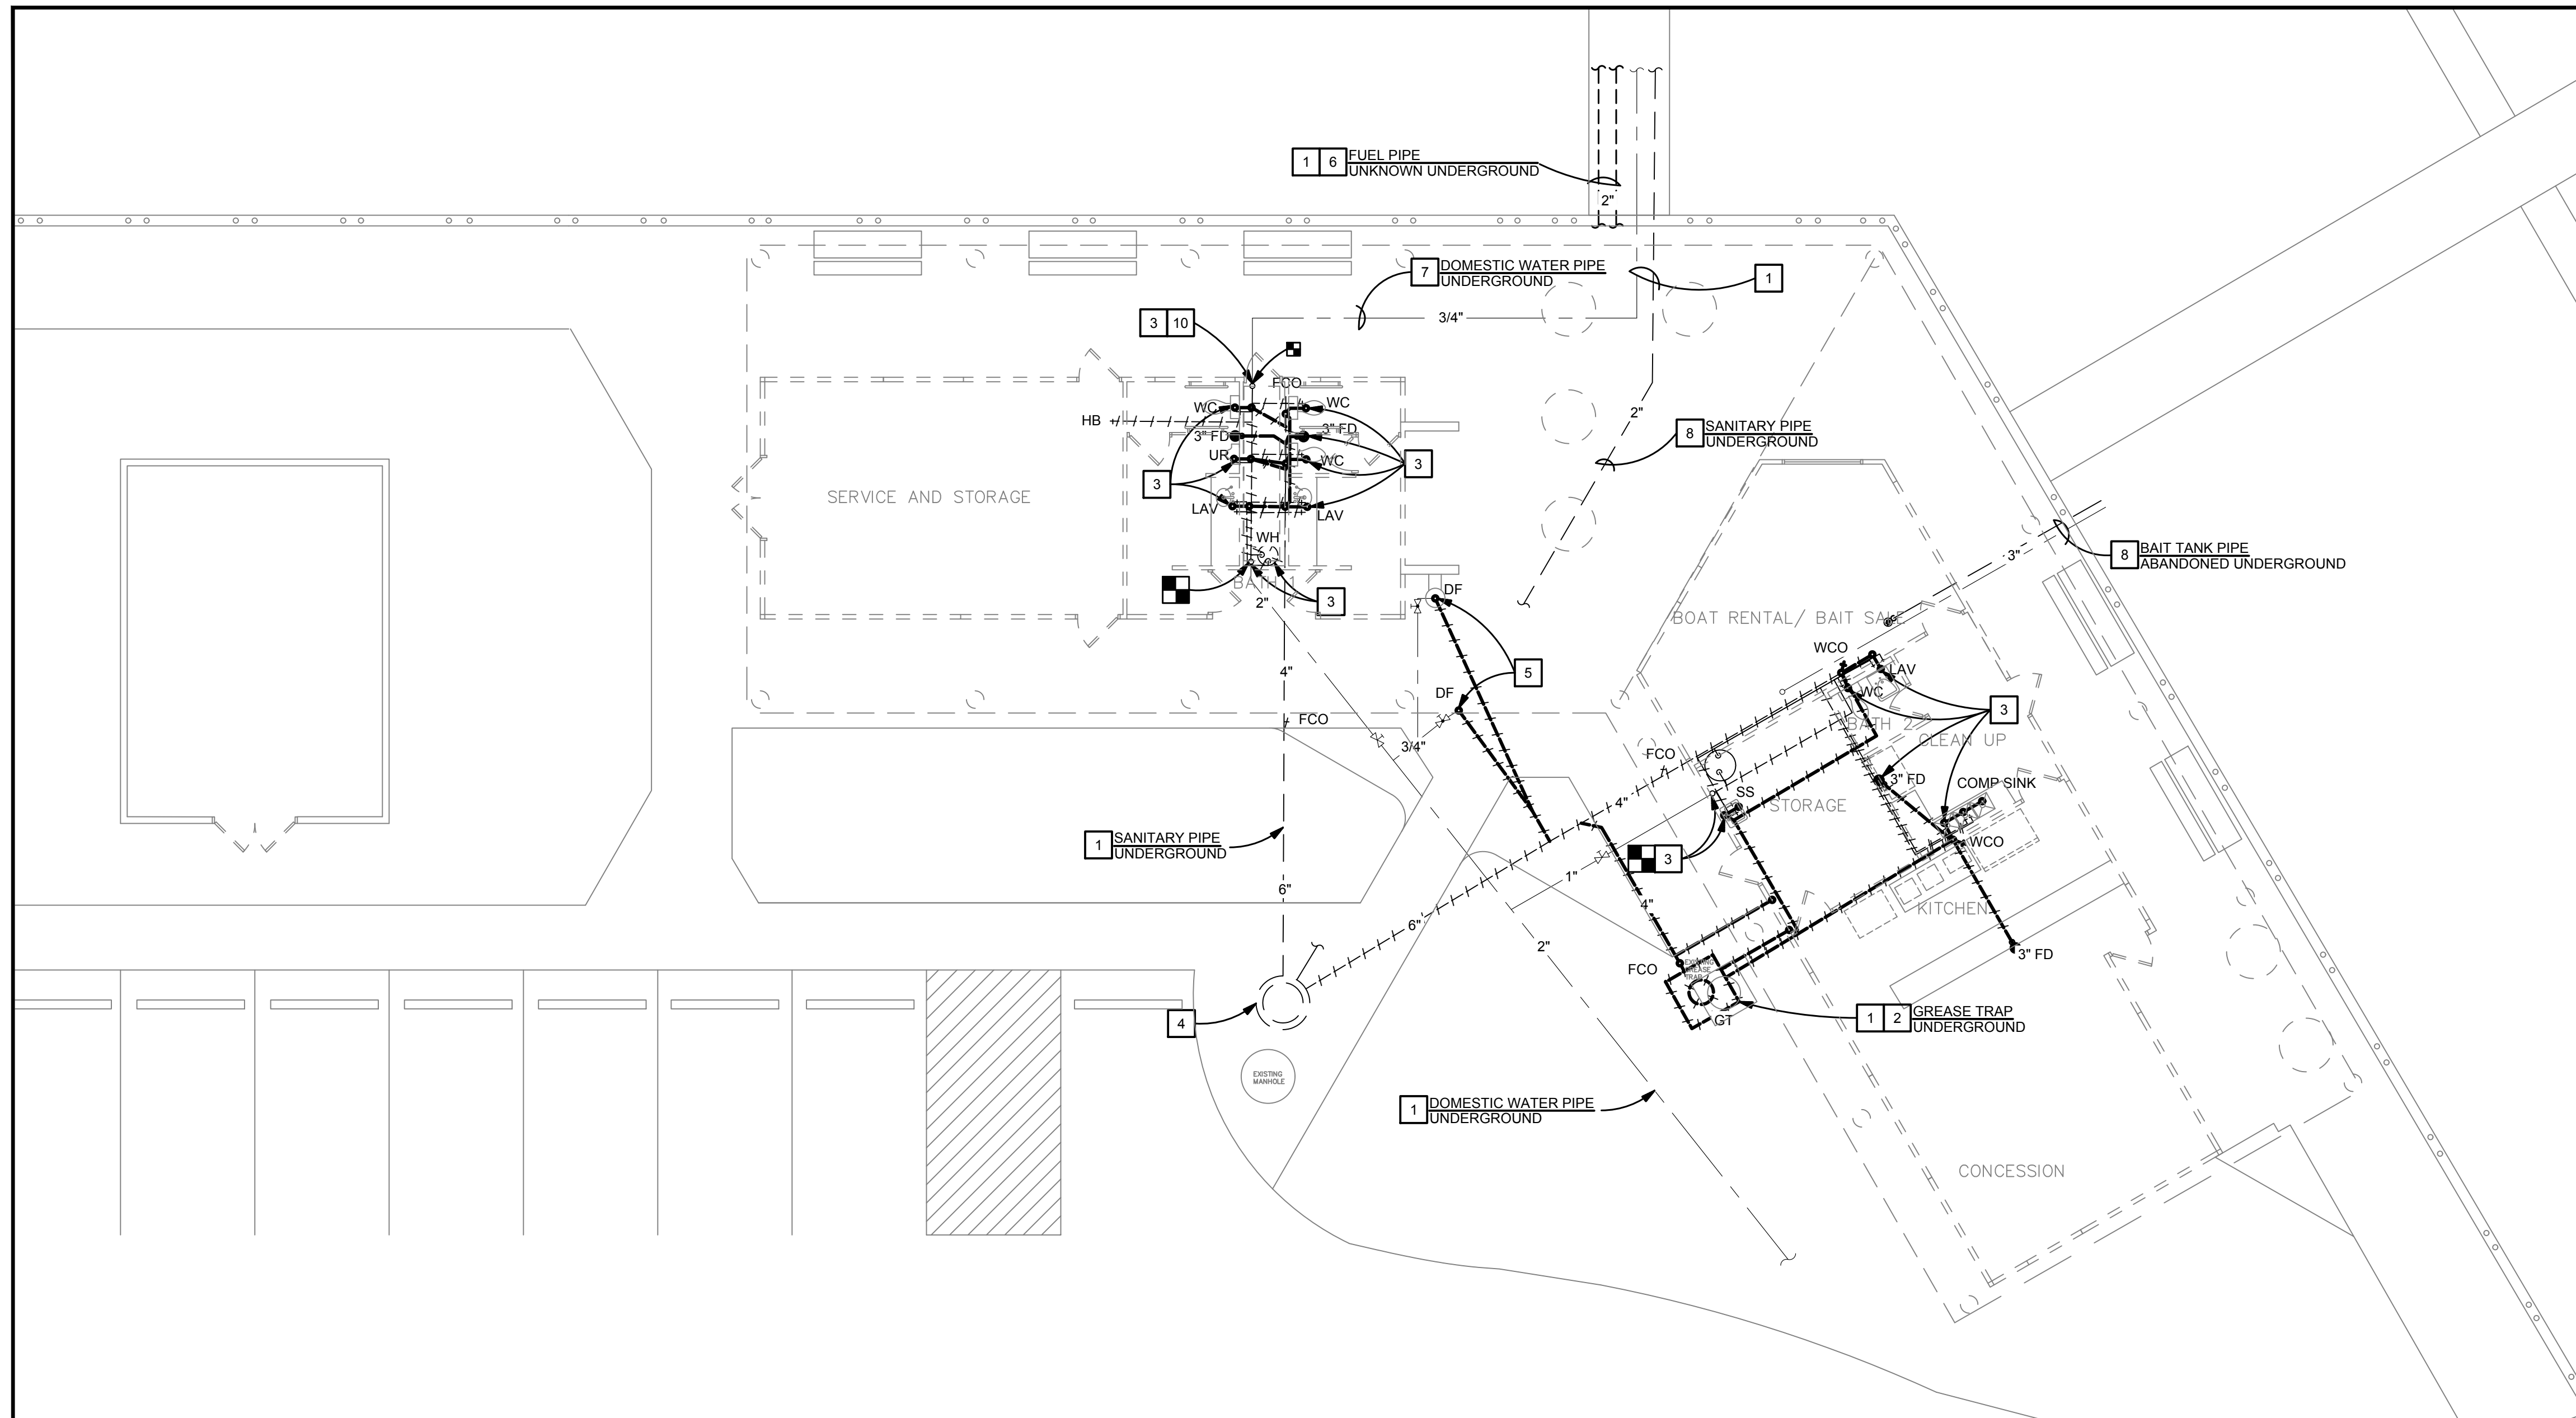 1 6 FUEL PIPE
UNKNOWN UNDERGROUND
2"
7 DOMESTIC WATER PIPE
UNDERGROUND
1
3/4"
3 10
FCO
WC
WC
HB
3" FD
3" FD
UR
WC
3
3
LAV
LAV
WH
BATH 1
2"
3
SERVICE AND STORAGE
2"
8 SANITARY PIPE
UNDERGROUND
3"
8 BAIT TANK PIPE
ABANDONED UNDERGROUND
DF
BOAT RENTAL/ BAIT SALE
WCO
LAV
WC
4"
5
DF
3
FCO
3/4"
BATH 2
CLEAN UP
FCO
3" FD
COMP SINK
SS
STORAGE
4"
1 SANITARY PIPE
UNDERGROUND
3
WCO
1"
6"
4"
KITCHEN
6"
2"
3" FD
FCO
EXISTING
GREASE
TRAP
GT
1 2 GREASE TRAP
UNDERGROUND
4
EXISTING
MANHOLE
1 DOMESTIC WATER PIPE
UNDERGROUND
CONCESSION